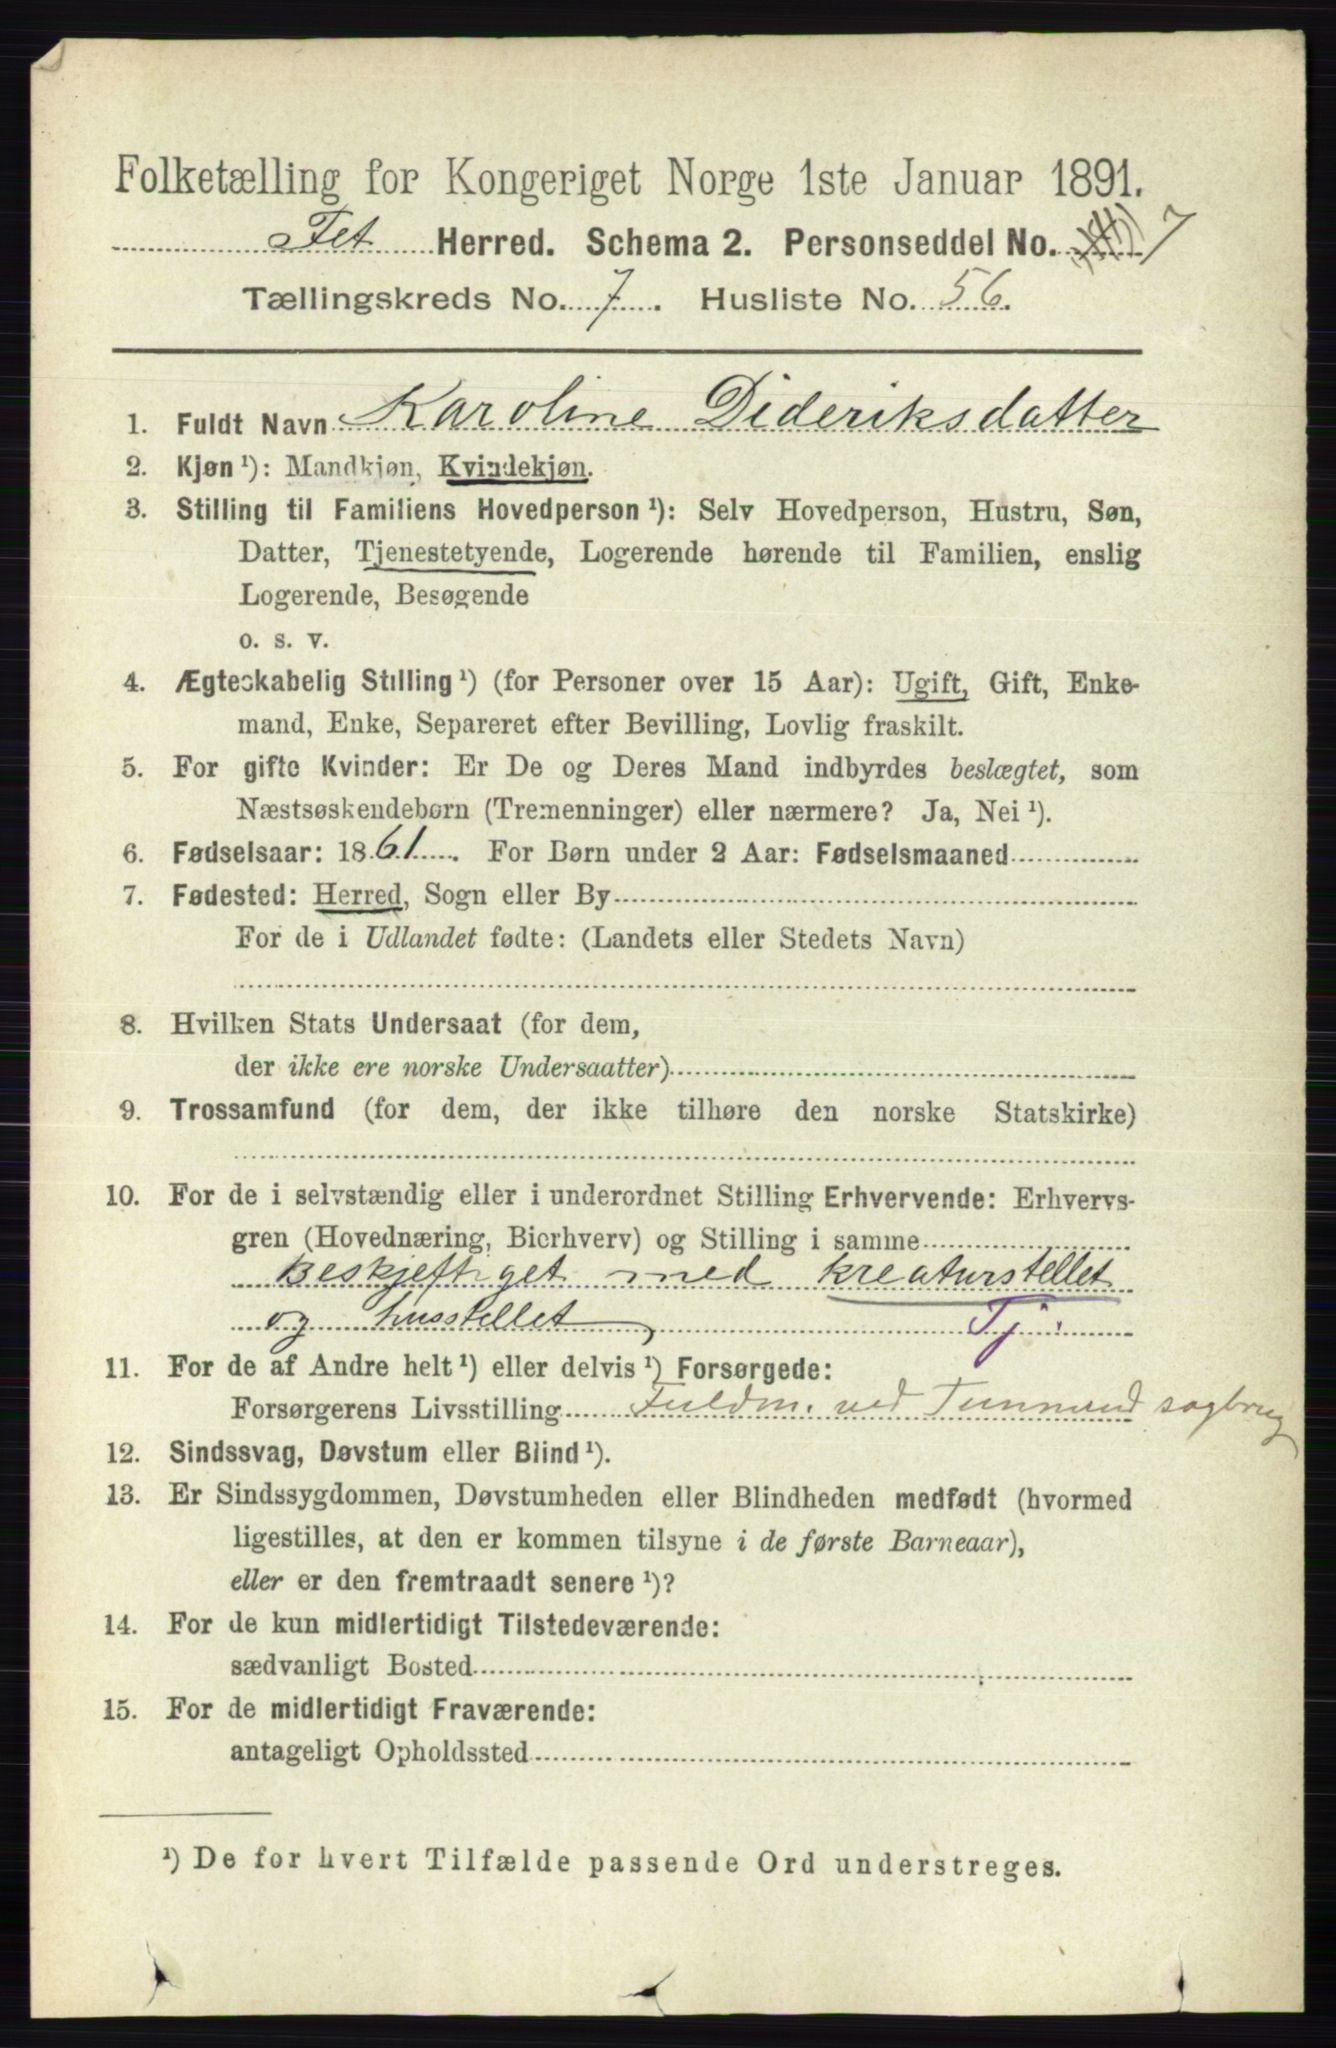 Folketælling for Kongeriget Norge 1ste Januar 1891.
Fet Herred. Schema 2. Personseddel No. 7
Tællingskreds No. 7. Husliste No. 56.
1. Fuldt Navn Karoline Dideriksdatter
2. Kjøn ¹): Mandkjøn, Kvindekjøn.
3. Stilling til Familiens Hovedperson ¹): Selv Hovedperson, Hustru, Søn,
Datter, Tjenestetyende, Logerende hørende til Familien, enslig
Logerende, Besøgende
o. s. v.
4. Ægteskabelig Stilling ¹) (for Personer over 15 Aar): Ugift, Gift, Enke-
mand, Enke, Separeret efter Bevilling, Lovlig fraskilt.
5. For gifte Kvinder: Er De og Deres Mand indbyrdes beslægtet, som
Næstsøskendebørn (Tremenninger) eller nærmere? Ja, Nei ¹).
6. Fødselsaar: 1861. For Børn under 2 Aar: Fødselsmaaned
7. Fødested: Herred, Sogn eller By
For de i Udlandet fødte: (Landets eller Stedets Navn)
8. Hvilken Stats Undersaat (for dem,
der ikke ere norske Undersaatter)
9. Trossamfund (for dem, der ikke tilhøre den norske Statskirke)
10. For de i selvstændig eller i underordnet Stilling Erhvervende: Erhvervs-
gren (Hovednæring, Bierhverv) og Stilling i samme
Beskjeftiget med kreaturstellet
og husstellet, Tj.
11. For de af Andre helt ¹) eller delvis ¹) Forsørgede:
Forsørgerens Livsstilling Fuldm. ved sagbrug
12. Sindssvag, Døvstum eller Blind ¹).
13. Er Sindssygdommen, Døvstumheden eller Blindheden medfødt (hvormed
ligestilles, at den er kommen tilsyne i de første Barneaar),
eller er den fremtraadt senere ¹)?
14. For de kun midlertidigt Tilstedeværende:
sædvanligt Bosted
15. For de midlertidigt Fraværende:
antageligt Opholdssted
¹) De for hvert Tilfælde passende Ord understreges.